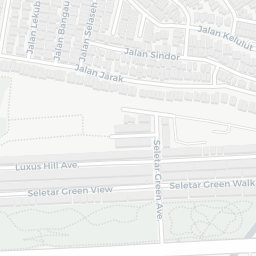 Jalan Kelulut
Jalan Lekub
Jalan Bangau
Jalan Selaseh
Jalan Sindor
Jalan Jarak
Seletar Green Ave
Luxus Hill Ave.
Seletar Green View
Seletar Green Walk